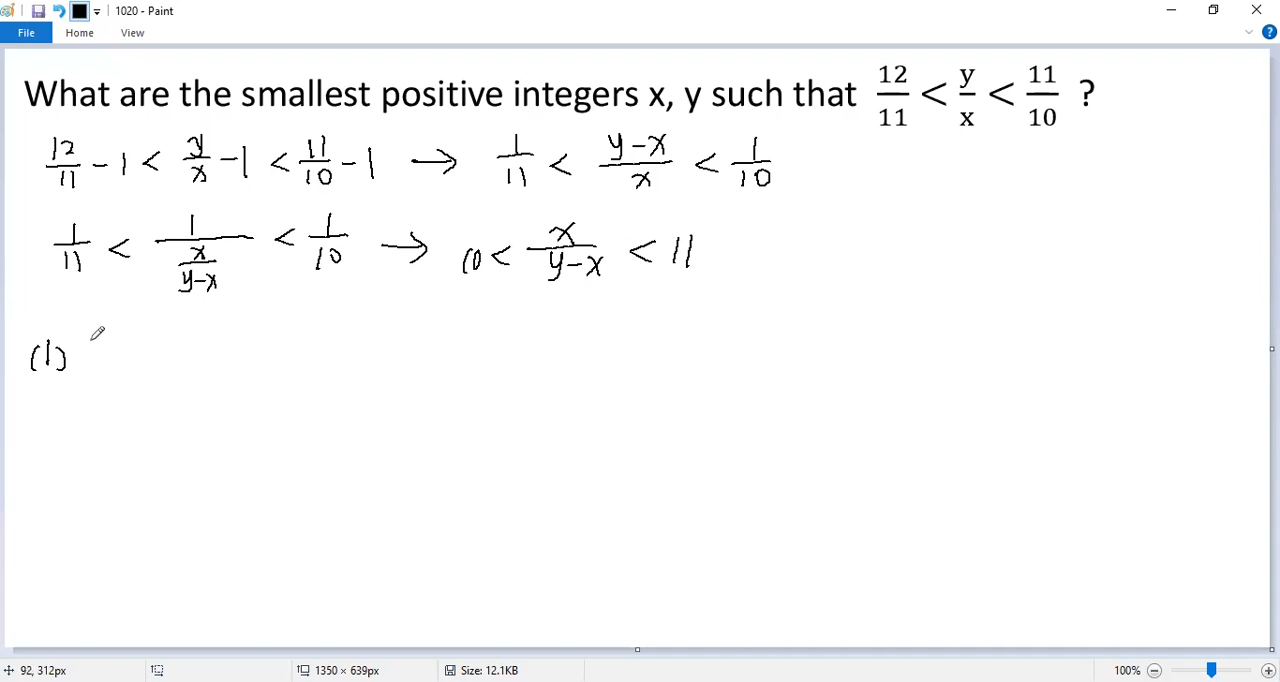 1020 - Paint
File Home View
What are the smallest positive integers x, y such that 12/11 < y/x < 11/10 ?
12/11 - 1 < y/x - 1 < 11/10 - 1 → 1/11 < (y-x)/x < 1/10
1/11 < 1/(x/(y-x)) < 1/10 → 10 < x/(y-x) < 11
(1)
92, 312px 1350 × 639px Size: 12.1KB 100%